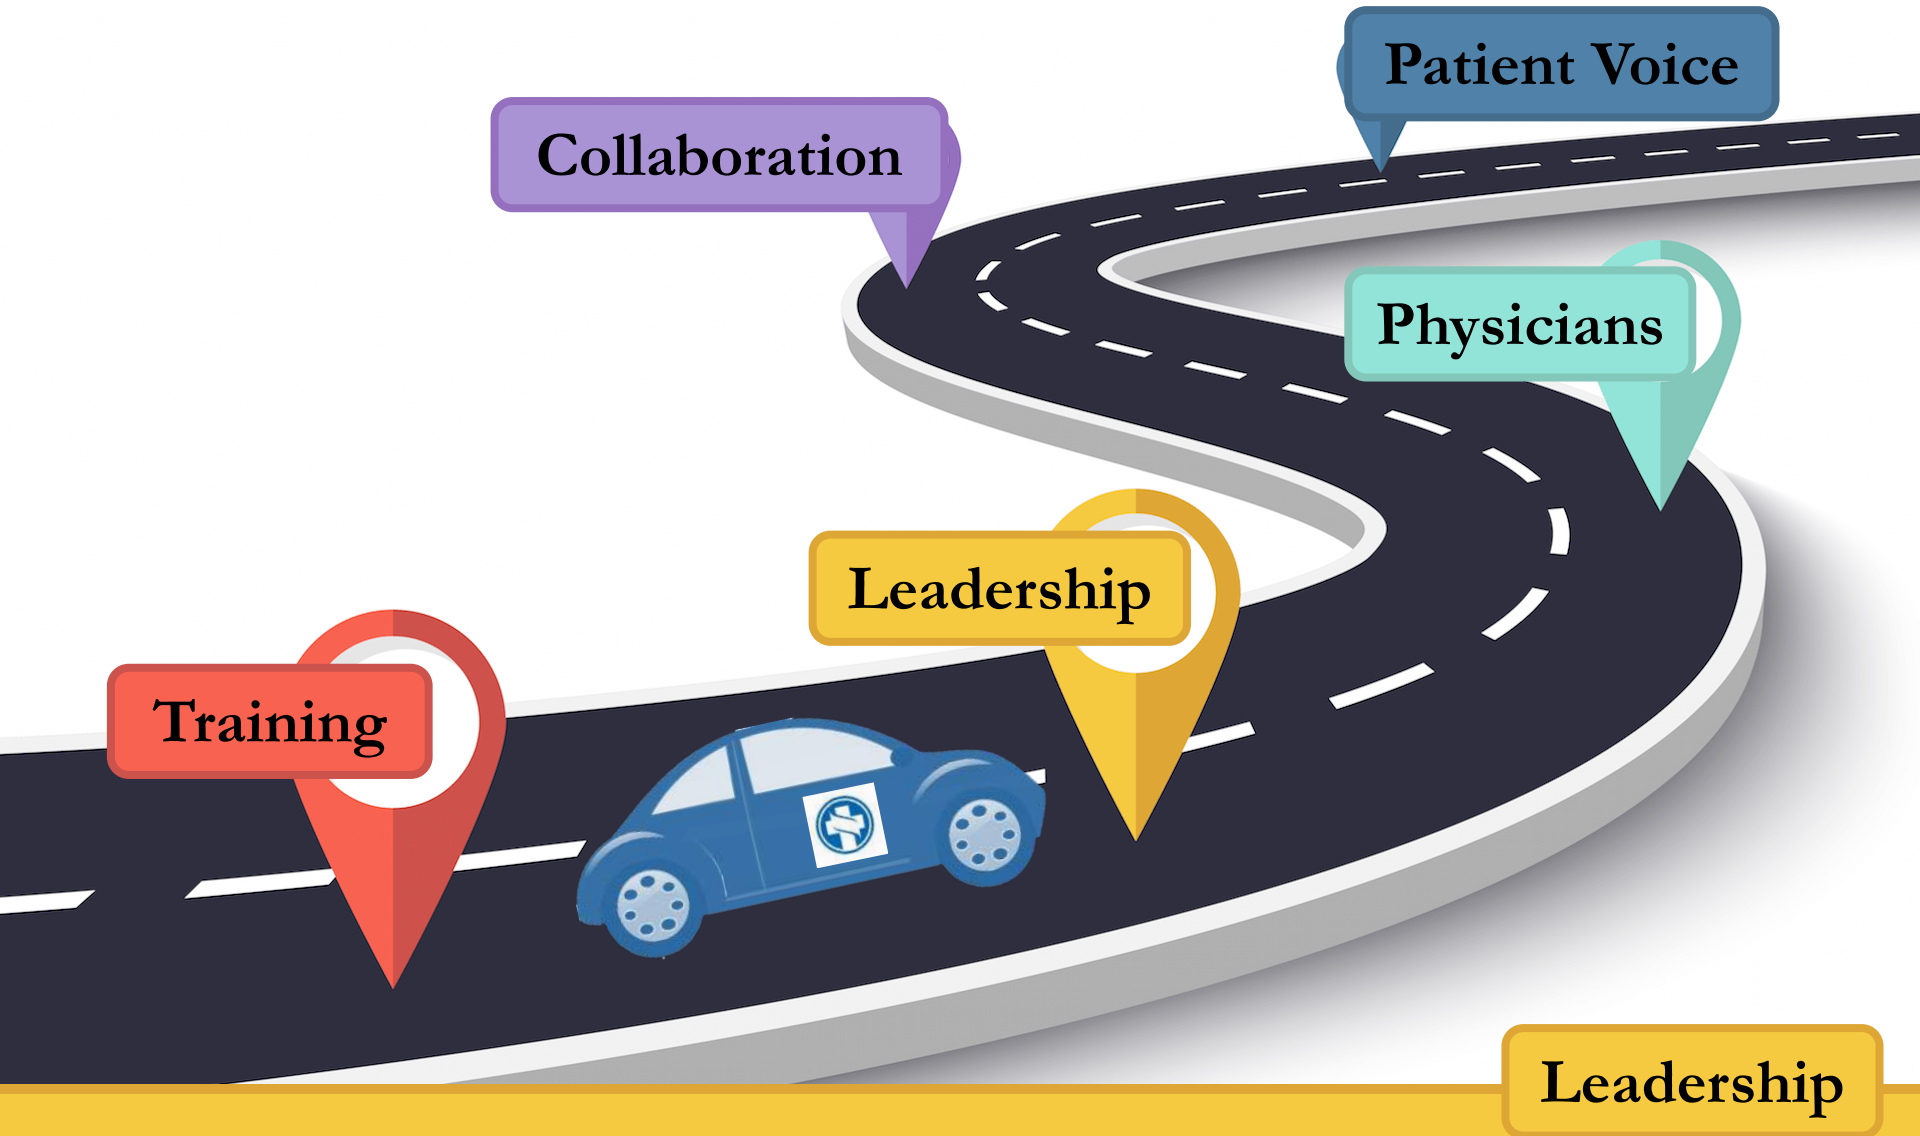 Patient Voice
Collaboration
Physicians
Leadership
Training
Leadership